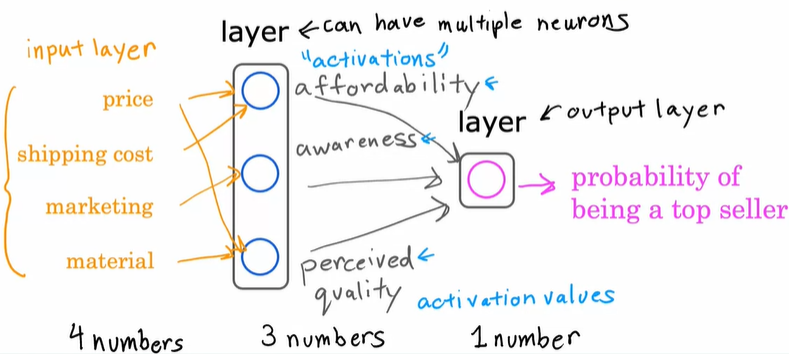 layer ←can have multiple neurons
input layer
"activations"
price
affordability
layer ← output layer
shipping cost
awareness
probability of
being a top seller
marketing
material
perceived
quality
activation values
4 numbers
3 numbers
1 number